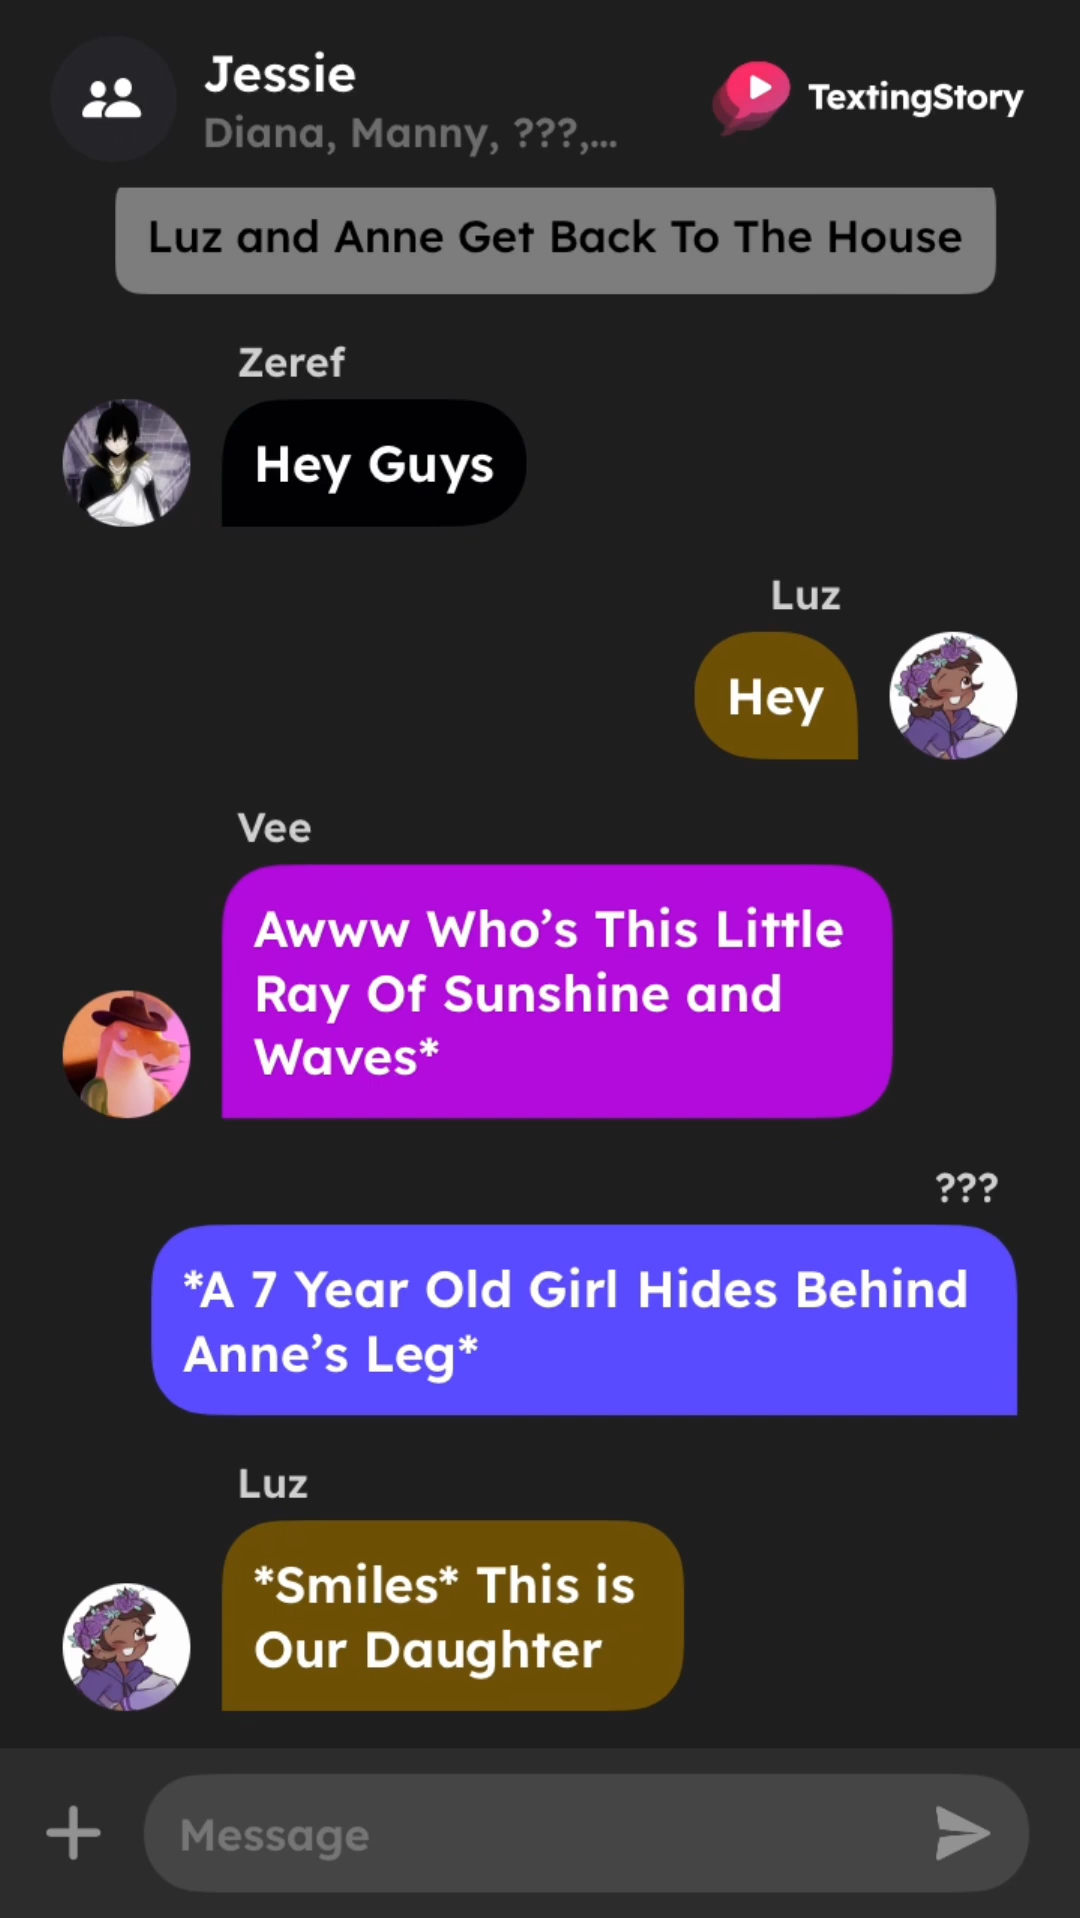 Jessie
Diana, Manny, ???,...
TextingStory
Luz and Anne Get Back To The House
Zeref
Hey Guys
Luz
Hey
Vee
Awww Who’s This Little
Ray Of Sunshine and
Waves*
???
*A 7 Year Old Girl Hides Behind
Anne’s Leg*
Luz
*Smiles* This is
Our Daughter
Message